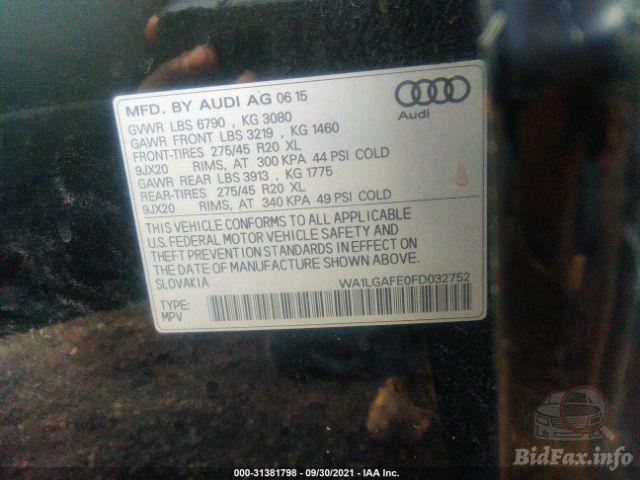 MFD. BY AUDI AG 06 15
GVWR LBS 6790 , KG 3080
GAWR FRONT LBS 3219 , KG 1460
FRONT-TIRES 275/45 R20 XL
9JX20 RIMS, AT 300 KPA 44 PSI COLD
GAWR REAR LBS 3913 , KG 1775
REAR-TIRES 275/45 R20 XL
9JX20 RIMS, AT 340 KPA 49 PSI COLD
Audi
THIS VEHICLE CONFORMS TO ALL APPLICABLE
U.S. FEDERAL MOTOR VEHICLE SAFETY AND
THEFT PREVENTION STANDARDS IN EFFECT ON
THE DATE OF MANUFACTURE SHOWN ABOVE.
SLOVAKIA
WA1LGAFE0FD032752
TYPE:
MPV
BidFax.info
000-31381798 - 09/30/2021 - IAA Inc.